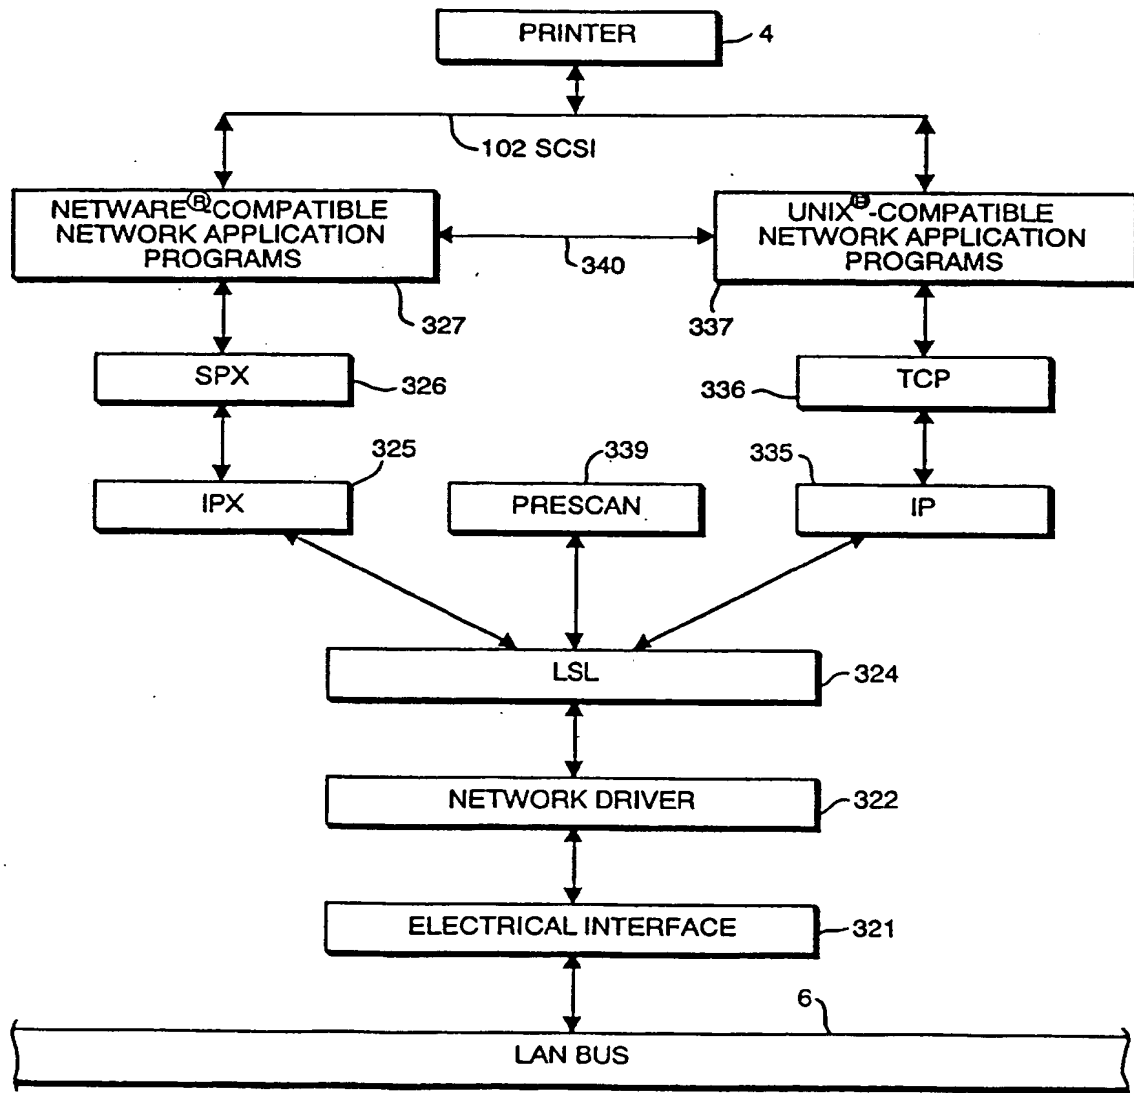 PRINTER
4
102 SCSI
NETWARE®-COMPATIBLE
NETWORK APPLICATION
PROGRAMS
UNIX®-COMPATIBLE
NETWORK APPLICATION
PROGRAMS
340
327
337
SPX
326
TCP
336
325
339
335
IPX
PRESCAN
IP
LSL
324
NETWORK DRIVER
322
ELECTRICAL INTERFACE
321
6
LAN BUS